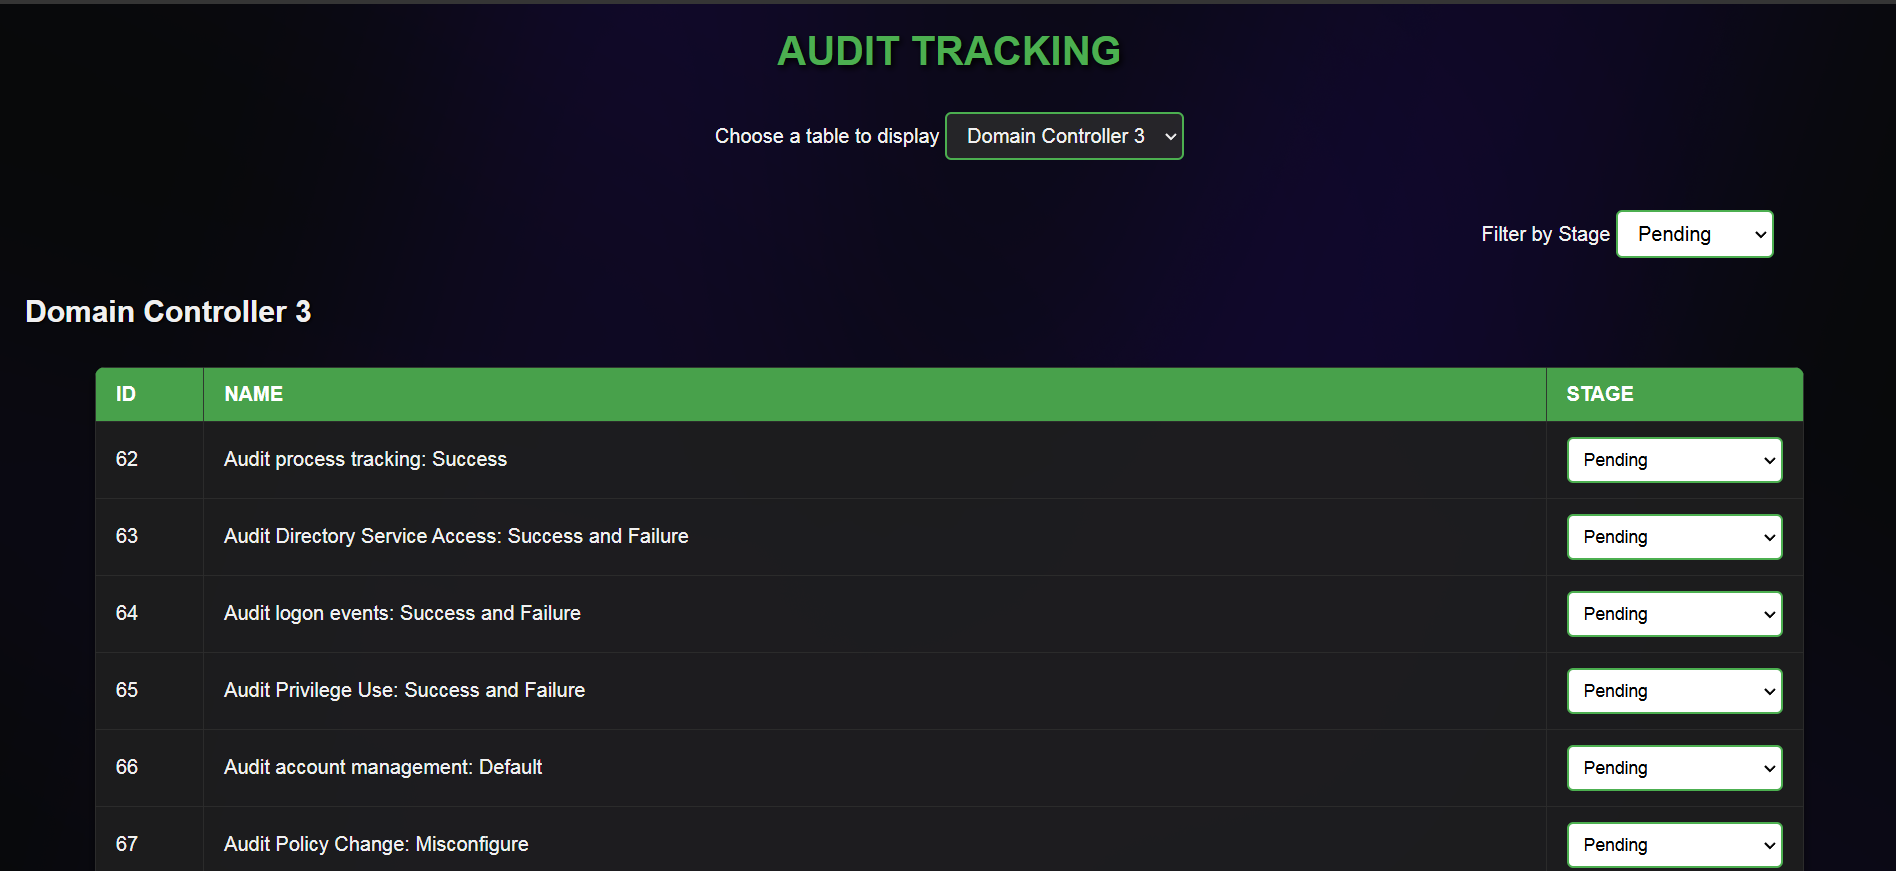 AUDIT TRACKING
Choose a table to display Domain Controller 3
Filter by Stage Pending
Domain Controller 3
ID NAME STAGE
62 Audit process tracking: Success Pending
63 Audit Directory Service Access: Success and Failure Pending
64 Audit logon events: Success and Failure Pending
65 Audit Privilege Use: Success and Failure Pending
66 Audit account management: Default Pending
67 Audit Policy Change: Misconfigure Pending